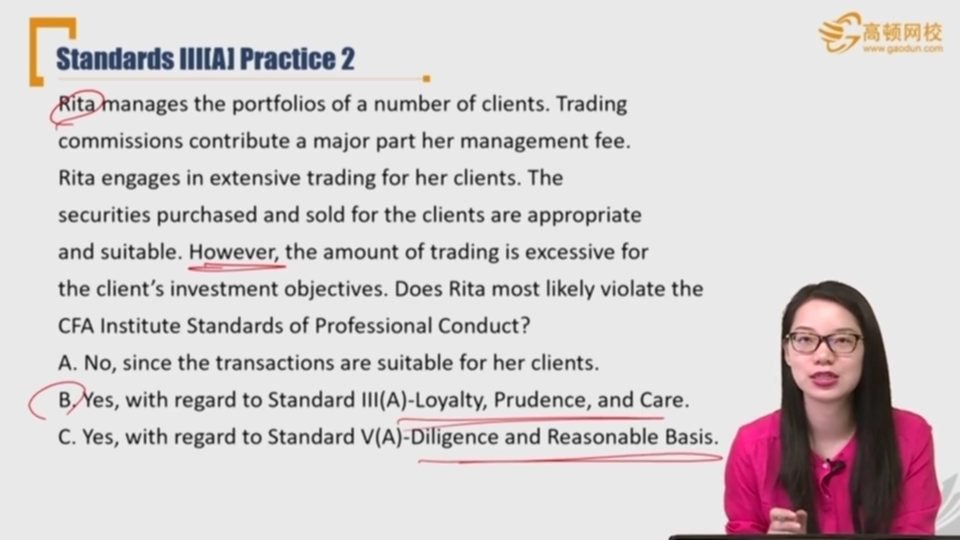 高顿网校
www.gaodun.com
Standards III[A] Practice 2
Rita manages the portfolios of a number of clients. Trading
commissions contribute a major part her management fee.
Rita engages in extensive trading for her clients. The
securities purchased and sold for the clients are appropriate
and suitable. However, the amount of trading is excessive for
the client's investment objectives. Does Rita most likely violate the
CFA Institute Standards of Professional Conduct?
A. No, since the transactions are suitable for her clients.
B. Yes, with regard to Standard III(A)-Loyalty, Prudence, and Care.
C. Yes, with regard to Standard V(A)-Diligence and Reasonable Basis.